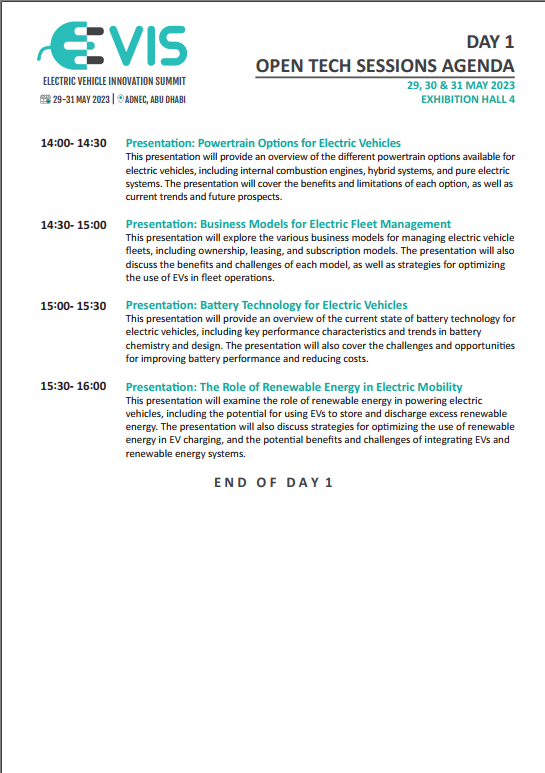 EVIS
ELECTRIC VEHICLE INNOVATION SUMMIT
29-31 MAY 2023 | ADNEC, ABU DHABI
DAY 1
OPEN TECH SESSIONS AGENDA
29, 30 & 31 MAY 2023
EXHIBITION HALL 4
14:00- 14:30
Presentation: Powertrain Options for Electric Vehicles
This presentation will provide an overview of the different powertrain options available for
electric vehicles, including internal combustion engines, hybrid systems, and pure electric
systems. The presentation will cover the benefits and limitations of each option, as well as
current trends and future prospects.
14:30- 15:00
Presentation: Business Models for Electric Fleet Management
This presentation will explore the various business models for managing electric vehicle
fleets, including ownership, leasing, and subscription models. The presentation will also
discuss the benefits and challenges of each model, as well as strategies for optimizing
the use of EVs in fleet operations.
15:00- 15:30
Presentation: Battery Technology for Electric Vehicles
This presentation will provide an overview of the current state of battery technology for
electric vehicles, including key performance characteristics and trends in battery
chemistry and design. The presentation will also cover the challenges and opportunities
for improving battery performance and reducing costs.
15:30- 16:00
Presentation: The Role of Renewable Energy in Electric Mobility
This presentation will examine the role of renewable energy in powering electric
vehicles, including the potential for using EVs to store and discharge excess renewable
energy. The presentation will also discuss strategies for optimizing the use of renewable
energy in EV charging, and the potential benefits and challenges of integrating EVs and
renewable energy systems.
END OF DAY 1